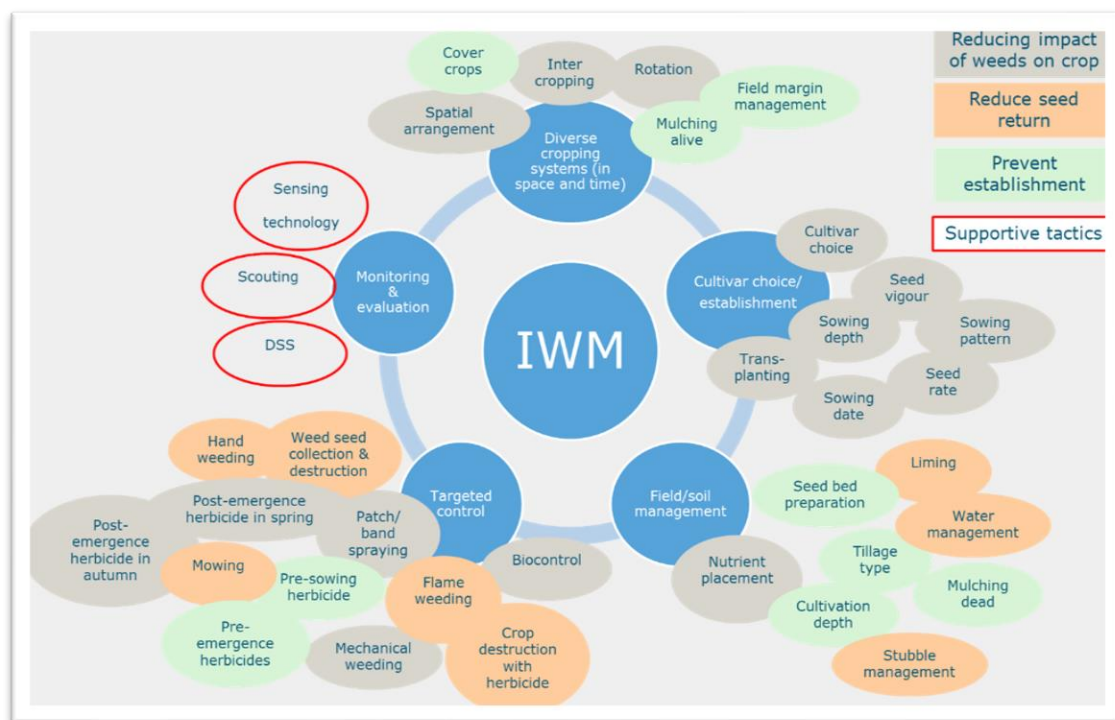 Reducing impact
of weeds on crop
Reduce seed
return
Prevent
establishment
Supportive tactics
Cover
crops
Inter
cropping
Rotation
Field margin
management
Spatial
arrangement
Mulching
alive
Diverse
cropping
systems (in
space and time)
Sensing
technology
Scouting
DSS
Monitoring
&
evaluation
IWM
Cultivar choice/
establishment
Cultivar
choice
Seed
vigour
Sowing
depth
Sowing
pattern
Trans-
planting
Seed
rate
Sowing
date
Hand
weeding
Weed seed
collection &
destruction
Targeted
control
Post-emergence
herbicide in spring
Patch/
band
spraying
Post-
emergence
herbicide in
autumn
Mowing
Pre-sowing
herbicide
Flame
weeding
Biocontrol
Pre-
emergence
herbicides
Mechanical
weeding
Crop
destruction
with
herbicide
Field/soil
management
Seed bed
preparation
Liming
Water
management
Nutrient
placement
Tillage
type
Mulching
dead
Cultivation
depth
Stubble
management